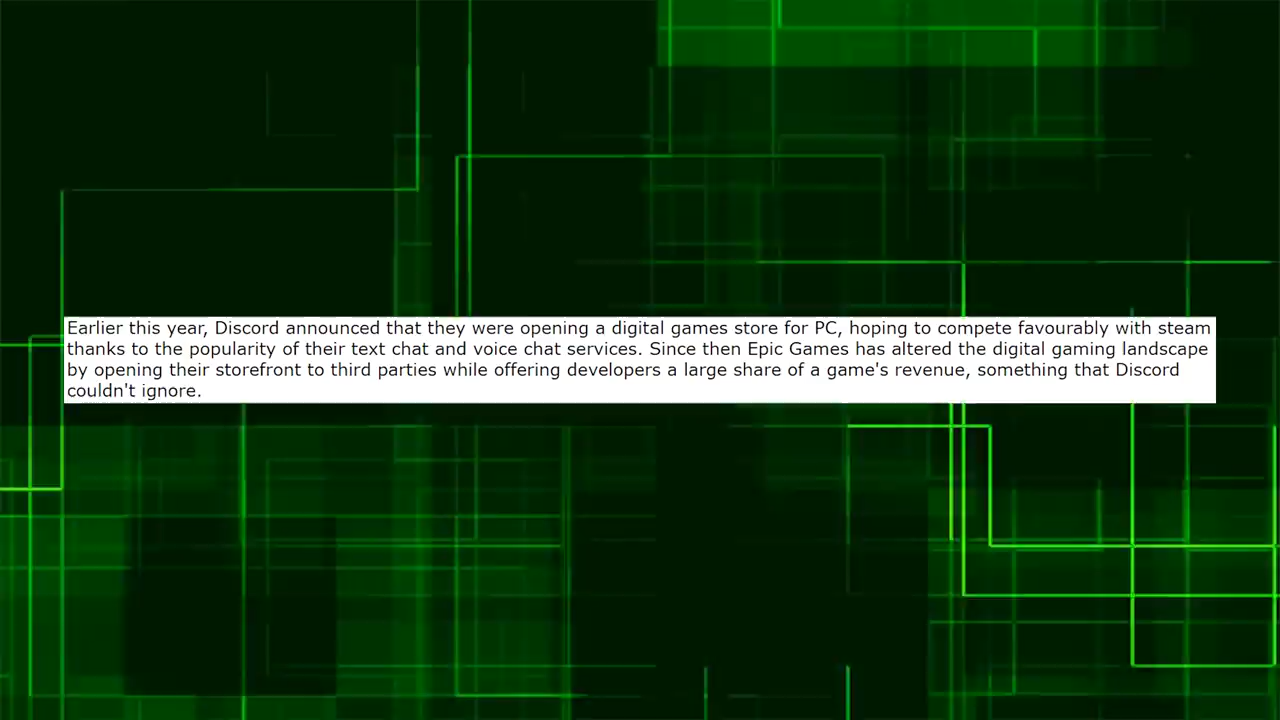 Earlier this year, Discord announced that they were opening a digital games store for PC, hoping to compete favourably with steam
thanks to the popularity of their text chat and voice chat services. Since then Epic Games has altered the digital gaming landscape
by opening their storefront to third parties while offering developers a large share of a game's revenue, something that Discord
couldn't ignore.